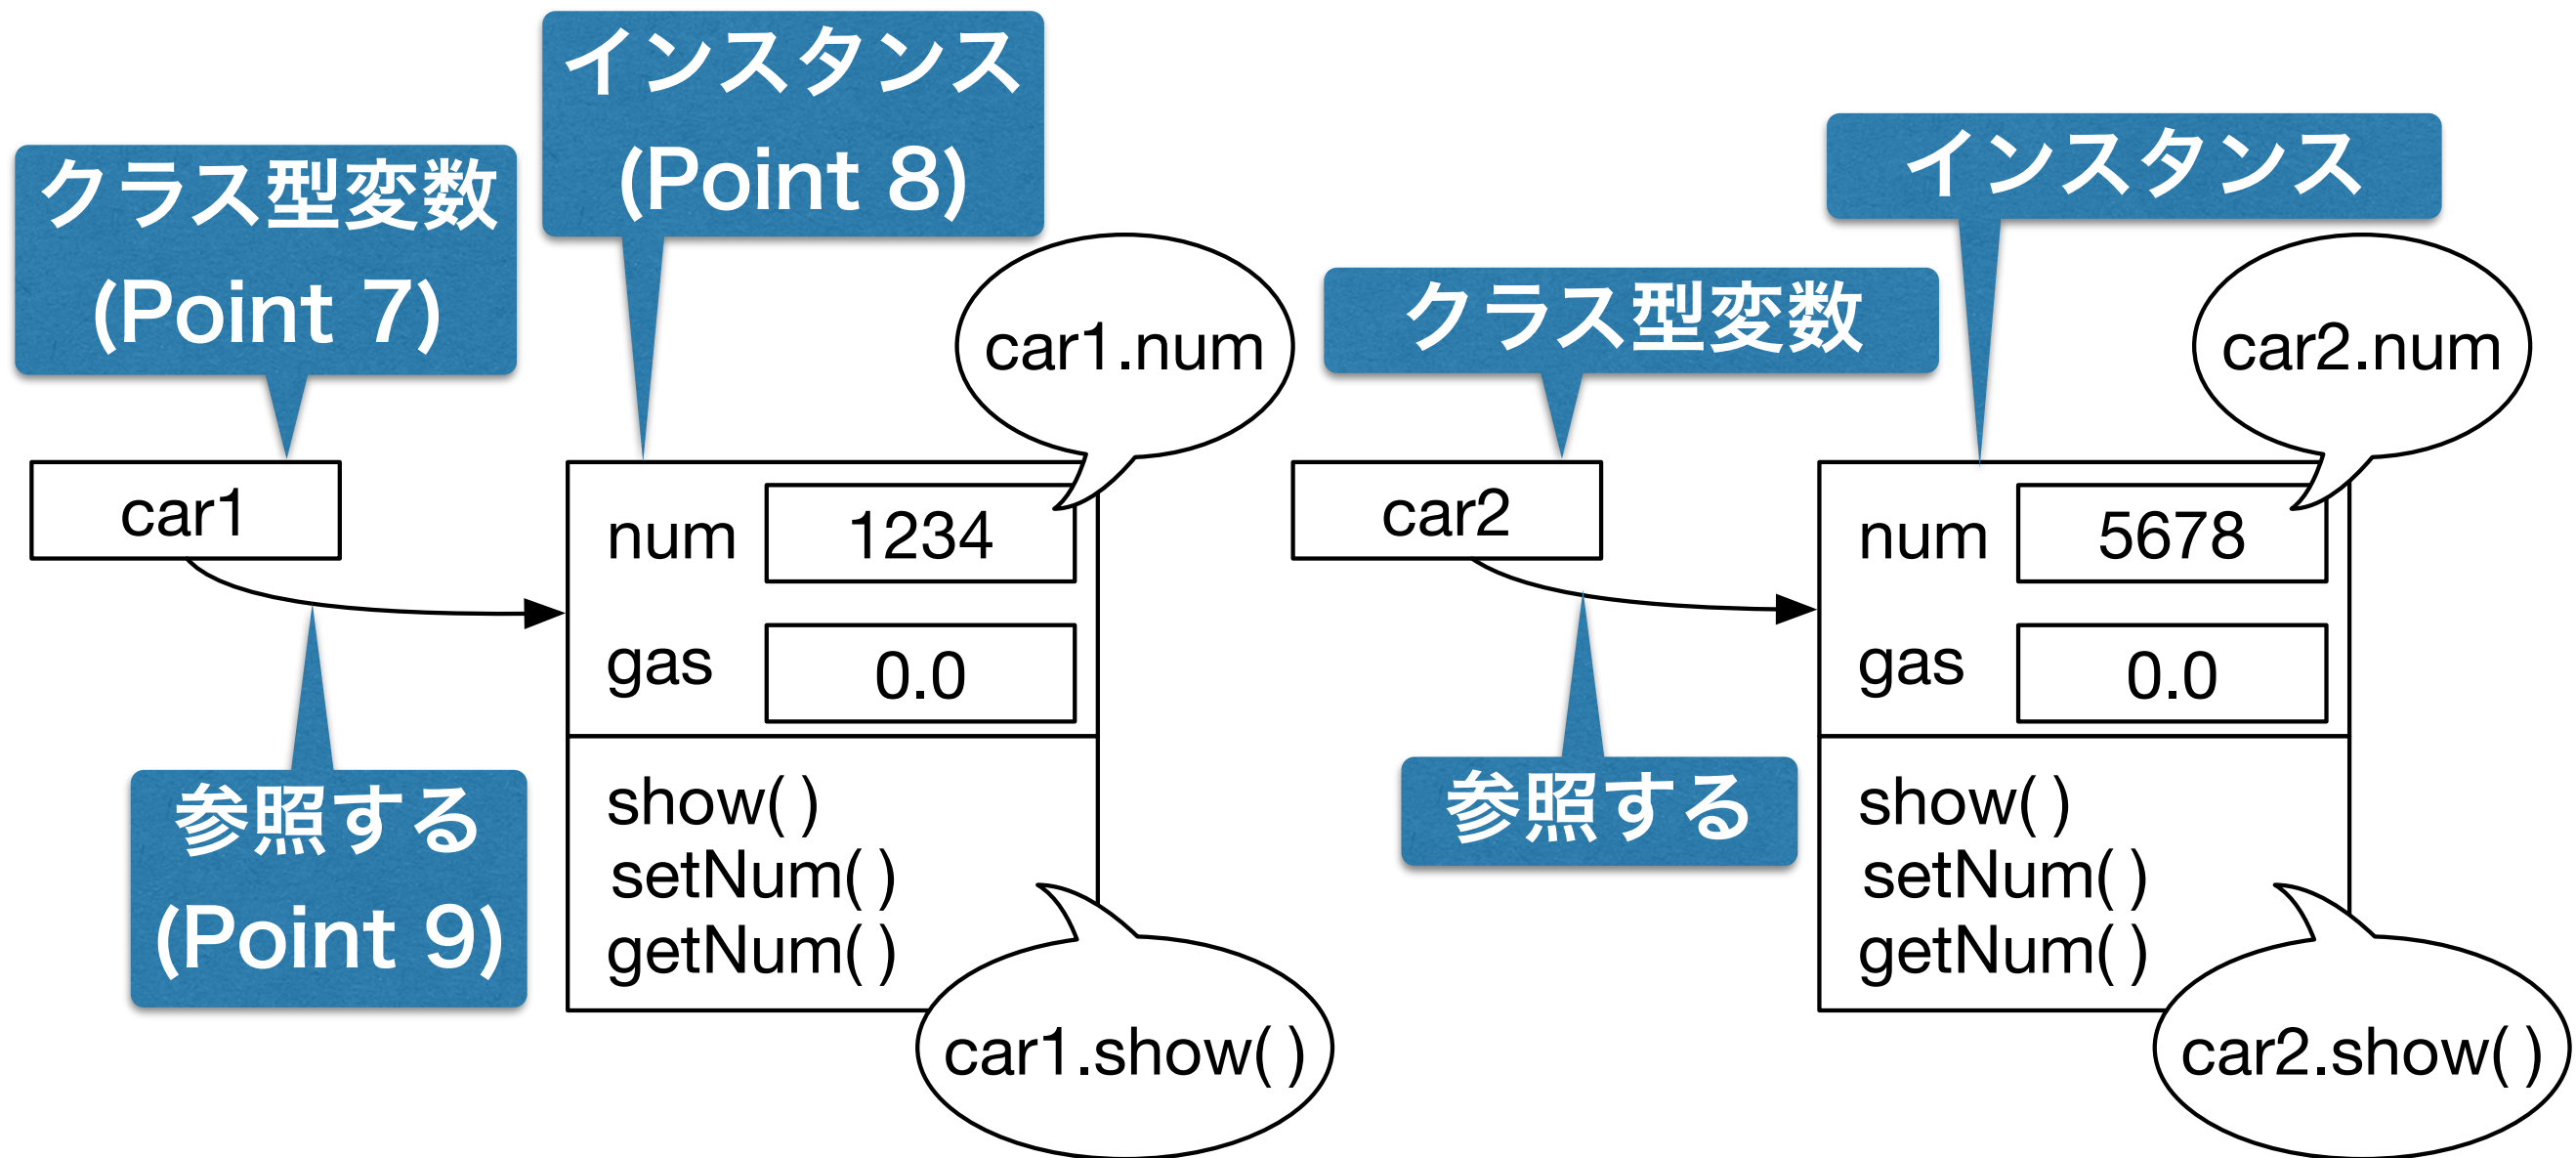 インスタンス
(Point 8)
クラス型変数
(Point 7)
car1.num
car1
num 1234
gas 0.0
参照する
(Point 9)
show( )
setNum( )
getNum( )
car1.show( )
インスタンス
クラス型変数
car2.num
car2
num 5678
gas 0.0
参照する
show( )
setNum( )
getNum( )
car2.show( )